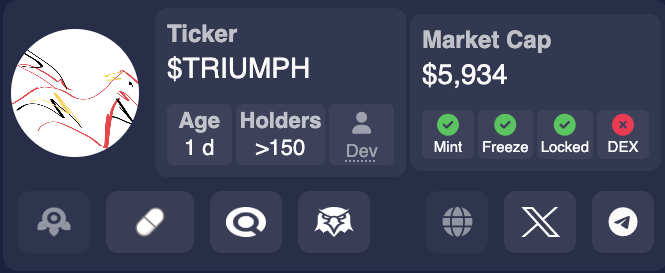 Ticker
$TRIUMPH
Age
1 d
Holders
>150
Dev
Market Cap
$5,934
Mint
Freeze
Locked
DEX